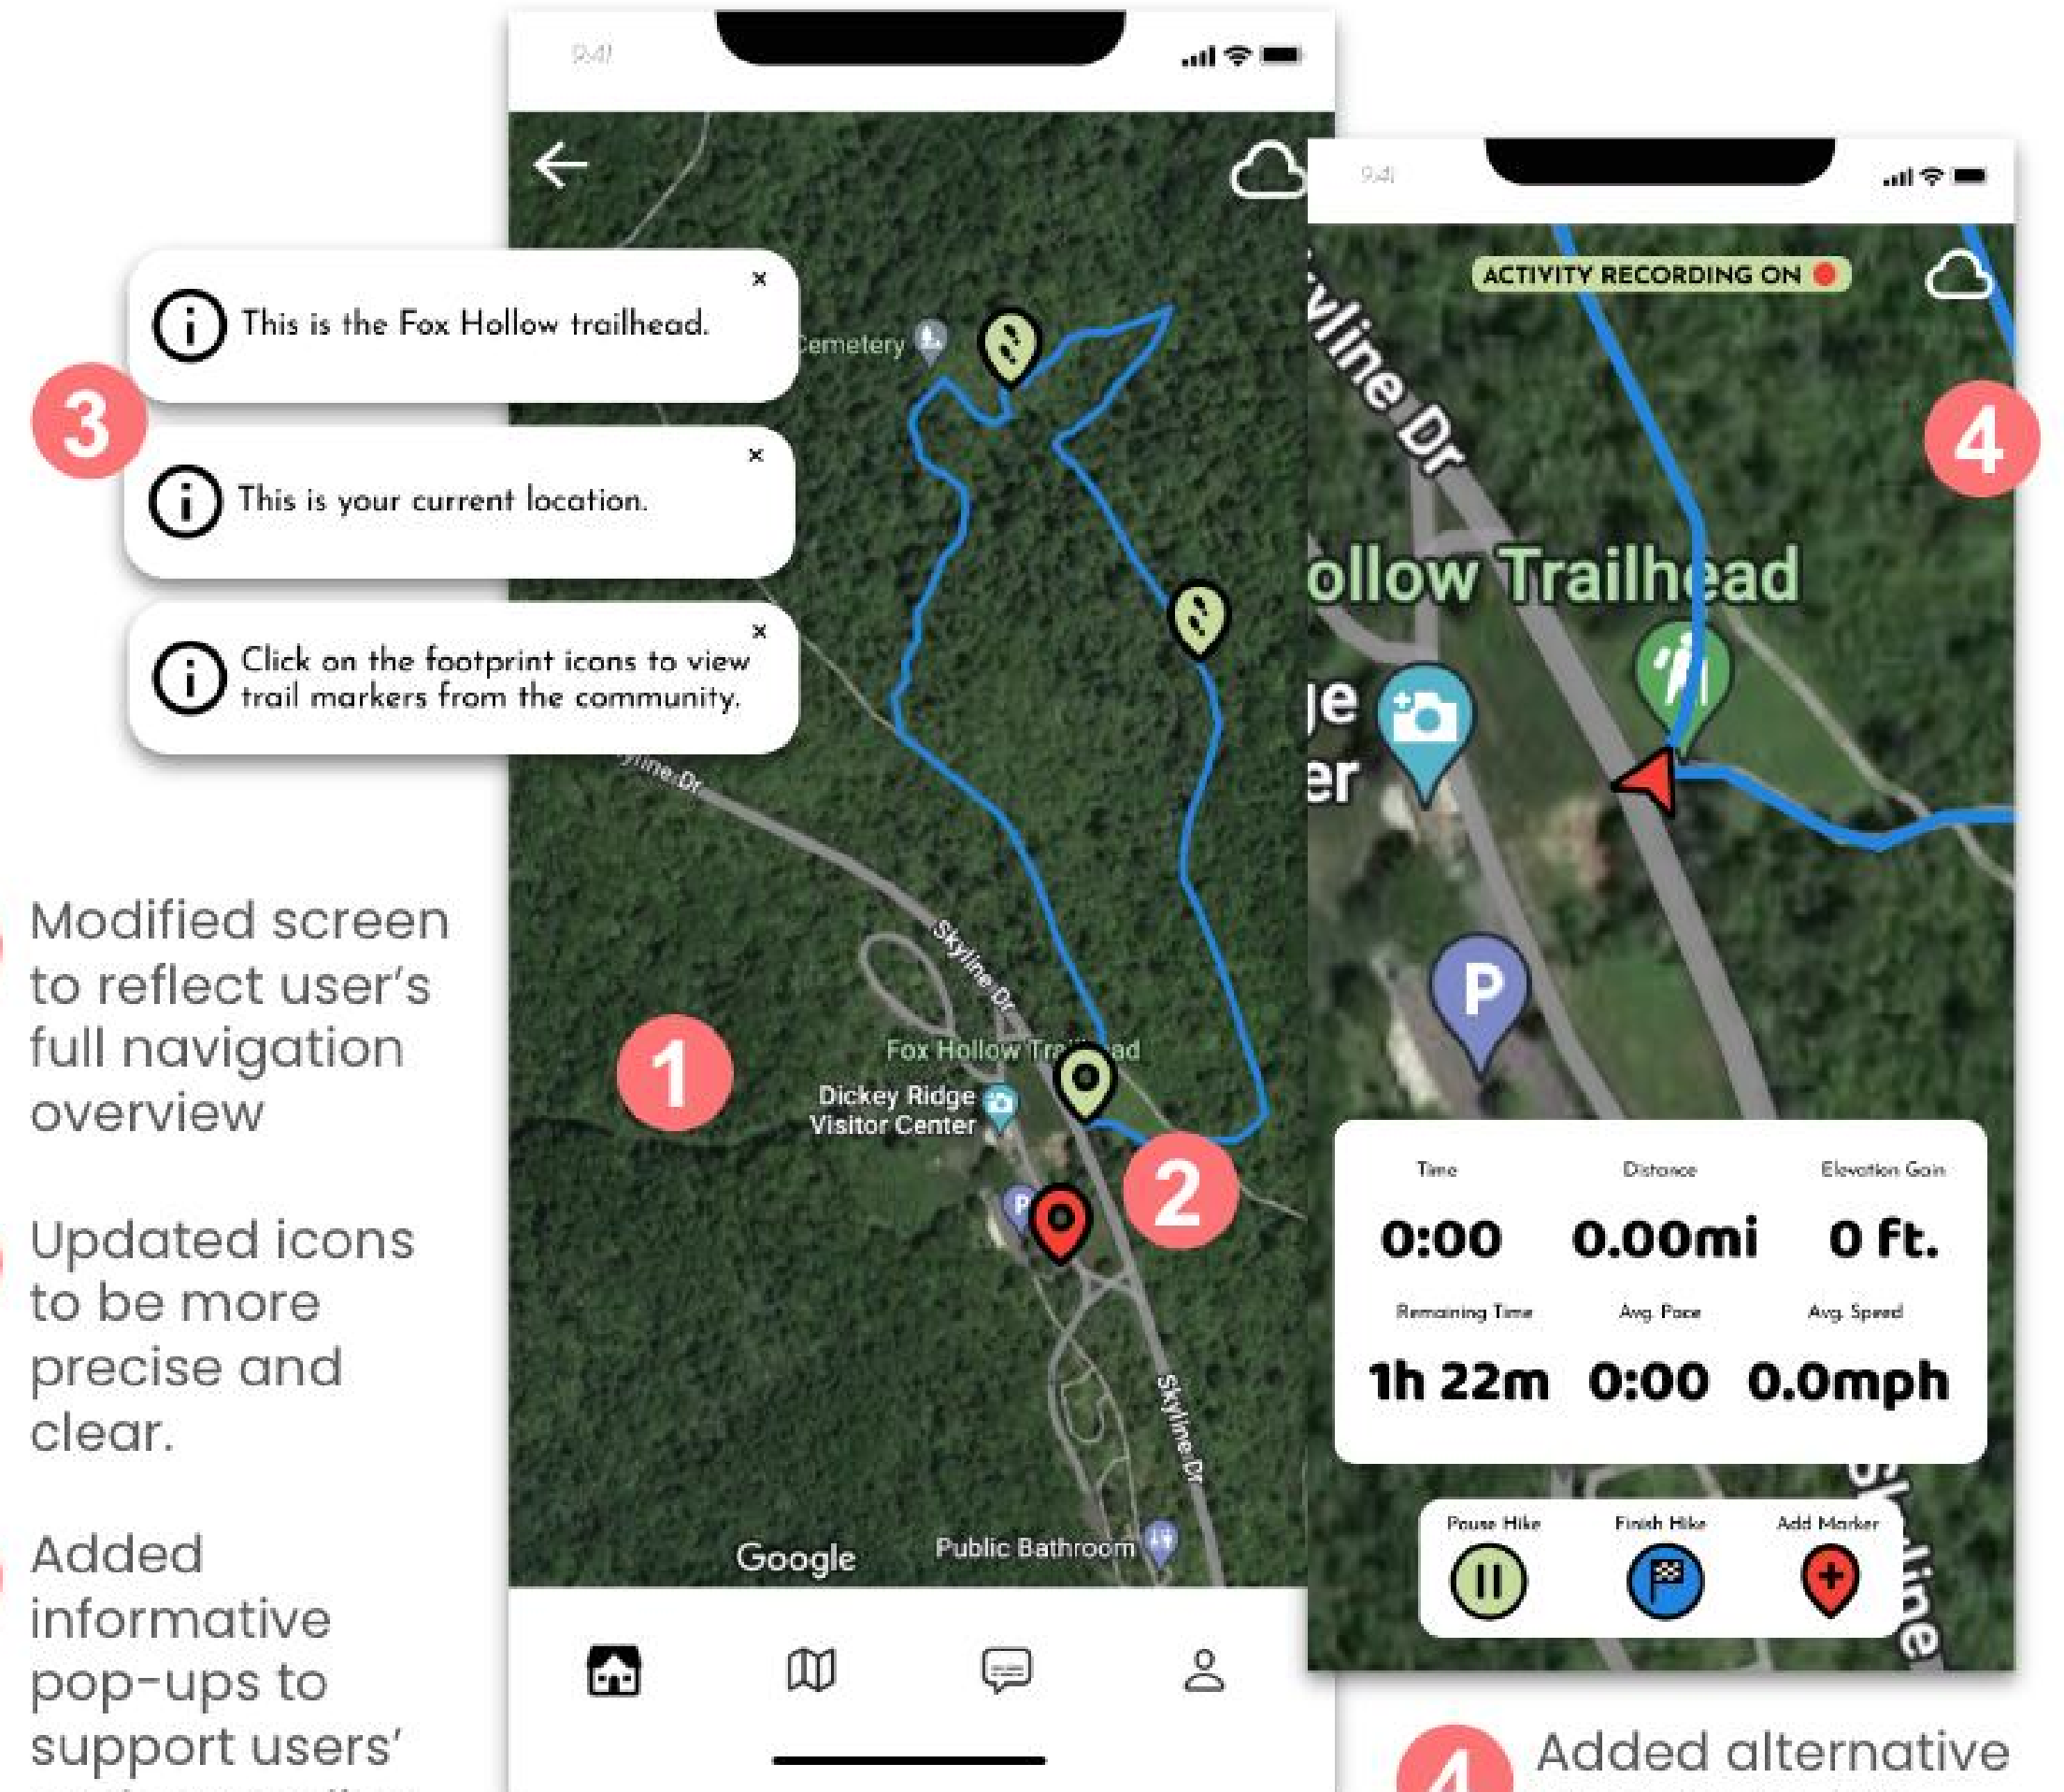 9:41
This is the Fox Hollow trailhead.
x
3
This is your current location.
x
Click on the footprint icons to view
trail markers from the community.
x
Cemetery
Skyline Dr
Fox Hollow
Dickey Ridge
Visitor Center
P
1
2
Skyline Dr
Google
Public Bathroom
Modified screen
to reflect user's
full navigation
overview
Updated icons
to be more
precise and
clear.
Added
informative
pop-ups to
support users'
9:41
ACTIVITY RECORDING ON
4
yline Dr
ollow Trailhead
ge
er
P
Time Distance Elevation Gain
0:00 0.00mi 0 ft.
Remaining Time Avg. Pace Avg. Speed
1h 22m 0:00 0.0mph
Pause Hike Finish Hike Add Marker
4
Added alternative